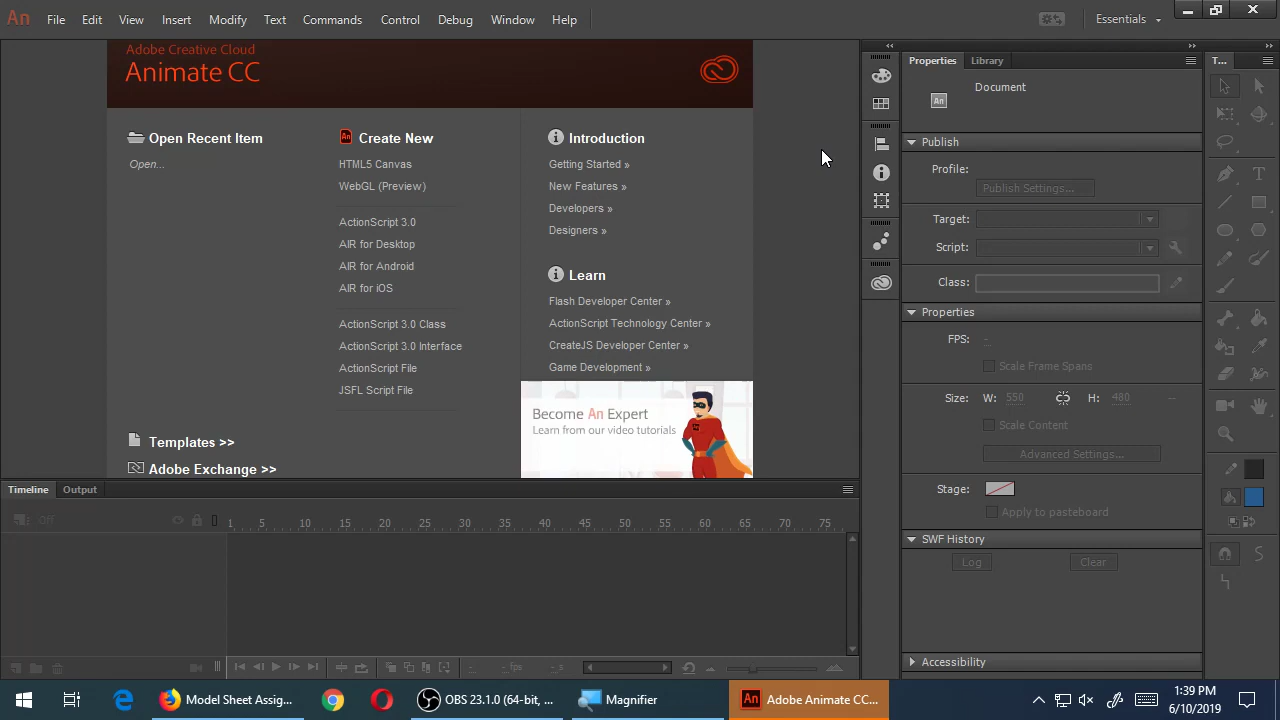 An File Edit View Insert Modify Text Commands Control Debug Window Help Essentials
Adobe Creative Cloud
Animate CC
Open Recent Item
Open...
Templates >>
Adobe Exchange >>
An Create New
HTML5 Canvas
WebGL (Preview)
ActionScript 3.0
AIR for Desktop
AIR for Android
AIR for iOS
ActionScript 3.0 Class
ActionScript 3.0 Interface
ActionScript File
JSFL Script File
Introduction
Getting Started »
New Features »
Developers »
Designers »
Learn
Flash Developer Center »
ActionScript Technology Center »
CreateJS Developer Center »
Game Development »
Become An Expert
Learn from our video tutorials
Properties Library
T...
An Document
Publish
Profile:
Publish Settings...
Target:
Script:
Class:
Properties
FPS: -
Scale Frame Spans
Size: W: 550 H: 480 --
Scale Content
Advanced Settings...
Stage:
Apply to pasteboard
SWF History
Log Clear
Accessibility
Timeline Output
Off
1 5 10 15 20 25 30 35 40 45 50 55 60 65 70 75
-- -- fps --s
Model Sheet Assig... OBS 23.1.0 (64-bit, ... Magnifier An Adobe Animate CC...
1:39 PM
6/10/2019